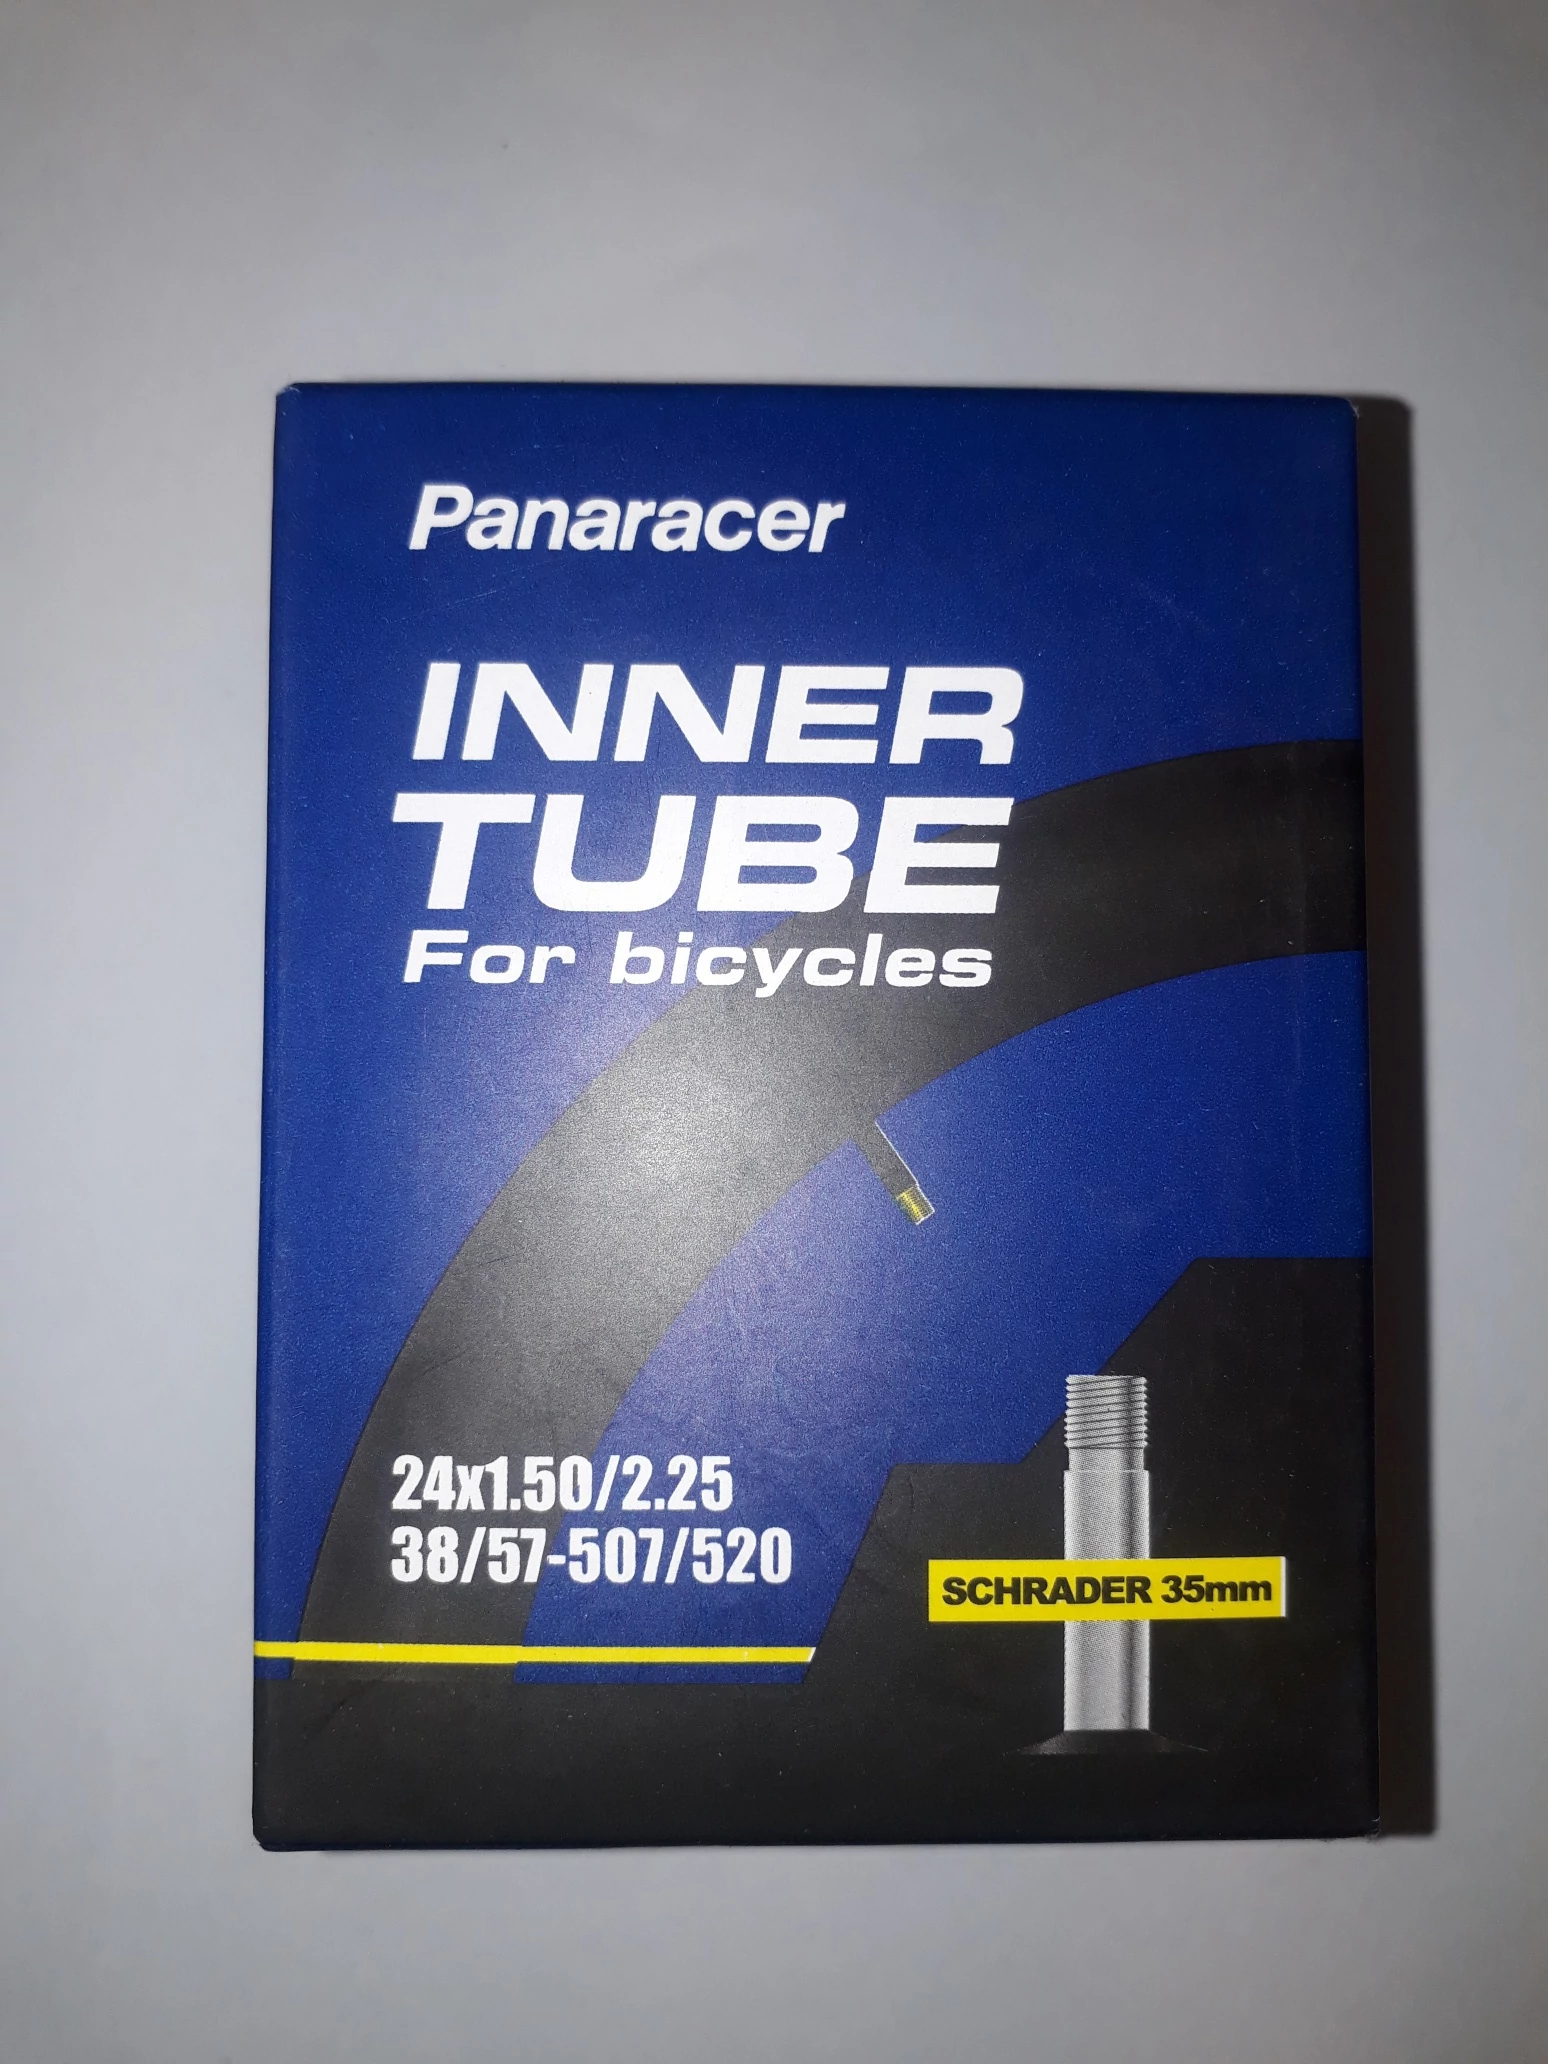 Panaracer
INNER
TUBE
For bicycles
24x1.50/2.25
38/57-507/520
SCHRADER 35mm